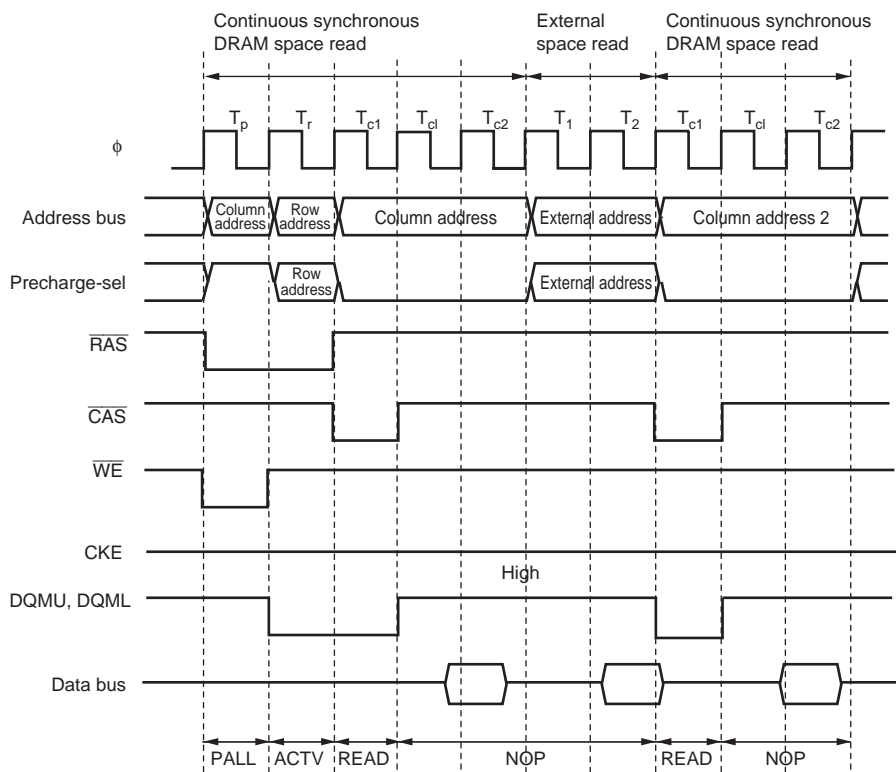 Continuous synchronous
DRAM space read
External
space read
Continuous synchronous
DRAM space read
Tp Tr Tc1 Tcl Tc2 T1 T2 Tc1 Tcl Tc2
ϕ
Address bus
Column
address
Row
address
Column address
External address
Column address 2
Precharge-sel
Row
address
External address
RAS
CAS
WE
CKE
High
DQMU, DQML
Data bus
PALL ACTV READ NOP READ NOP